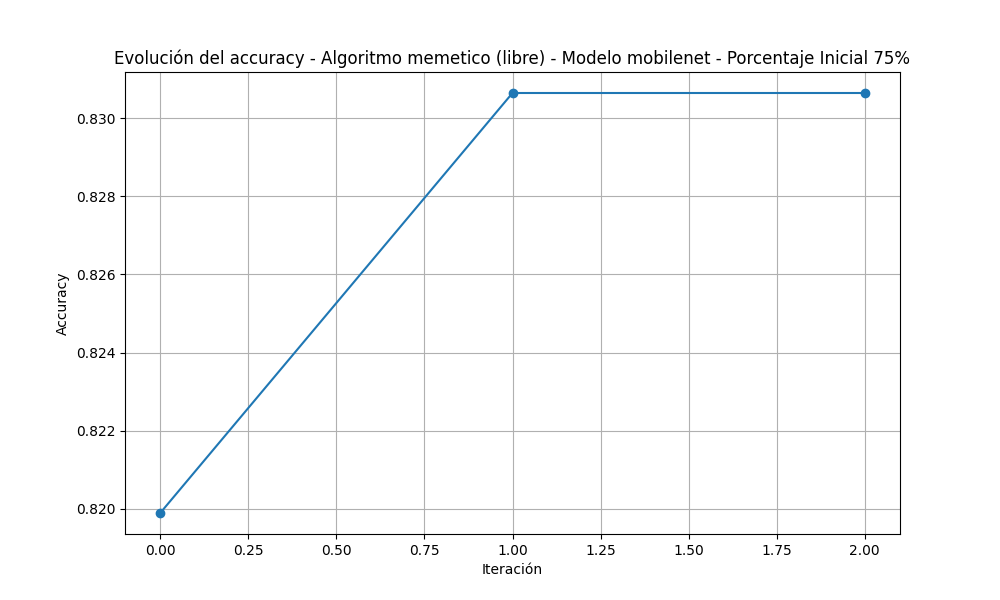 Evolución del accuracy - Algoritmo memetico (libre) - Modelo mobilenet - Porcentaje Inicial 75%
0.830
0.828
0.826
0.824
0.822
0.820
Accuracy
0.00 0.25 0.50 0.75 1.00 1.25 1.50 1.75 2.00
Iteración